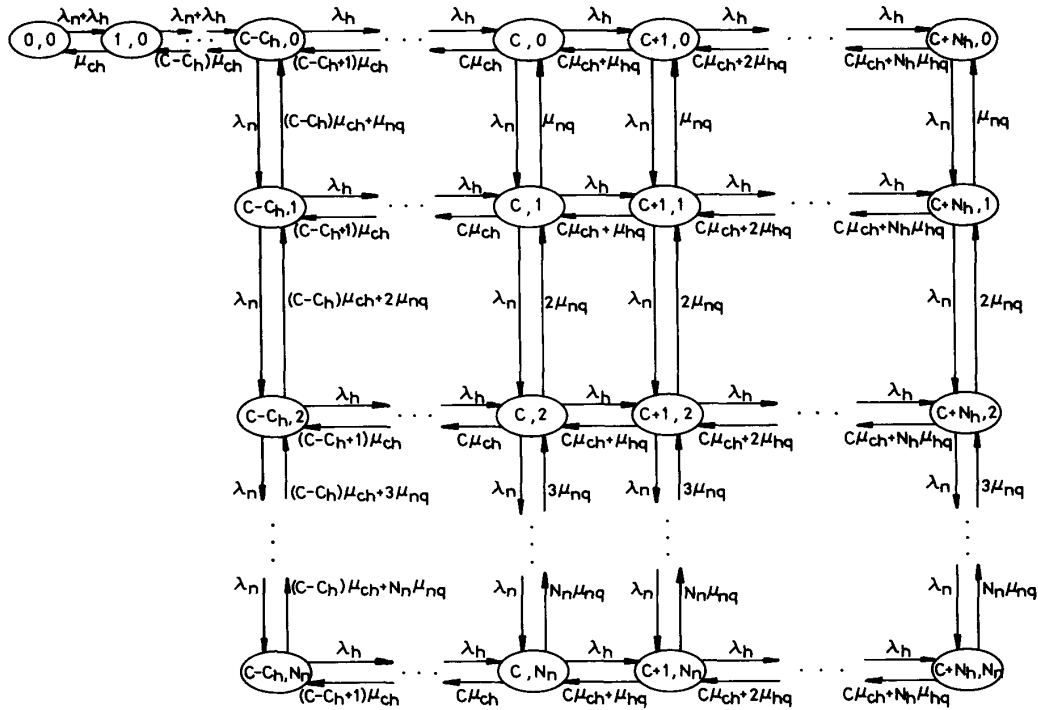 λn+λh λn+λh λh λh λh λh λh
0,0 1,0 ·· C-Ch,0 ··· C,0 C+1,0 ··· C+Nh,0
μch (C-Ch)μch (C-Ch+1)μch Cμch Cμch+μhq Cμch+2μhq Cμch+Nhμhq
λn (C-Ch)μch+μnq λn μnq λn μnq λn μnq
λh λh λh λh λh
C-Ch,1 ··· C,1 C+1,1 ··· C+Nh,1
(C-Ch+1)μch Cμch Cμch+μhq Cμch+2μhq Cμch+Nhμhq
λn (C-Ch)μch+2μnq λn 2μnq λn 2μnq λn 2μnq
λh λh λh λh λh
C-Ch,2 ··· C,2 C+1,2 ··· C+Nh,2
(C-Ch+1)μch Cμch Cμch+μhq Cμch+2μhq Cμch+Nhμhq
λn (C-Ch)μch+3μnq λn 3μnq λn 3μnq λn 3μnq
λn (C-Ch)μch+Nnμnq λn Nnμnq λn Nnμnq λn Nnμnq
λh λh λh λh λh
C-Ch,Nn ··· C,Nn C+1,Nn ··· C+Nh,Nn
(C-Ch+1)μch Cμch Cμch+μhq Cμch+2μhq Cμch+Nhμhq